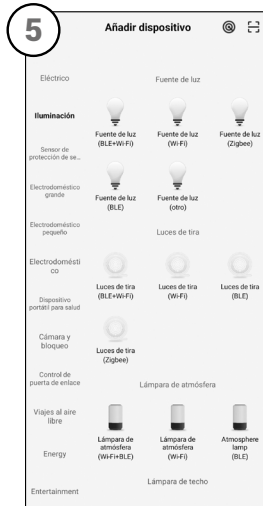 5
Añadir dispositivo
Eléctrico
Iluminación
Sensor de
protección de se...
Electrodoméstico
grande
Electrodoméstico
pequeño
Electrodomésti
co
Dispositivo
portátil para salud
Cámara y
bloqueo
Control de
puerta de enlace
Viajes al aire
libre
Energy
Entertainment
Fuente de luz
Fuente de luz
(BLE+Wi-Fi)
Fuente de luz
(Wi-Fi)
Fuente de luz
(Zigbee)
Fuente de luz
(BLE)
Fuente de luz
(otro)
Luces de tira
Luces de tira
(BLE+Wi-Fi)
Luces de tira
(Wi-Fi)
Luces de tira
(BLE)
Luces de tira
(Zigbee)
Lámpara de atmósfera
Lámpara de
atmósfera
(Wi-Fi+BLE)
Lámpara de
atmósfera
(Wi-Fi)
Atmosphere
lamp
(BLE)
Lámpara de techo